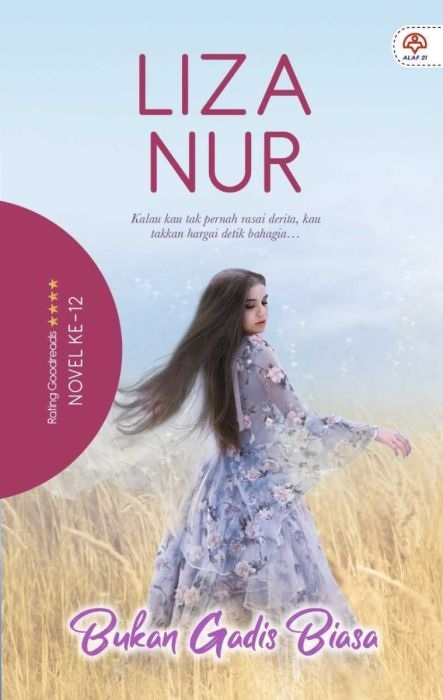 ALAF 21
LIZA
NUR
Kalau kau tak pernah rasai derita, kau
takkan hargai detik bahagia…
Rating Goodreads ★★★★
NOVEL KE-12
Bukan Gadis Biasa